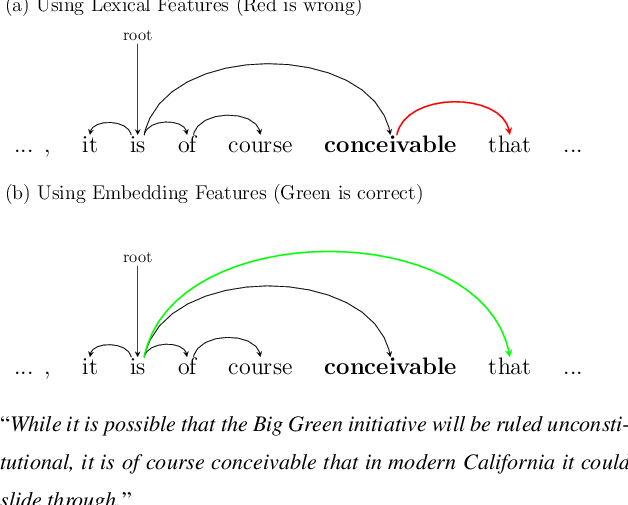 (a) Using Lexical Features (Red is wrong)
root
... , it is of course conceivable that ...
(b) Using Embedding Features (Green is correct)
root
... , it is of course conceivable that ...
“While it is possible that the Big Green initiative will be ruled unconsti-
tutional, it is of course conceivable that in modern California it could
slide through.”